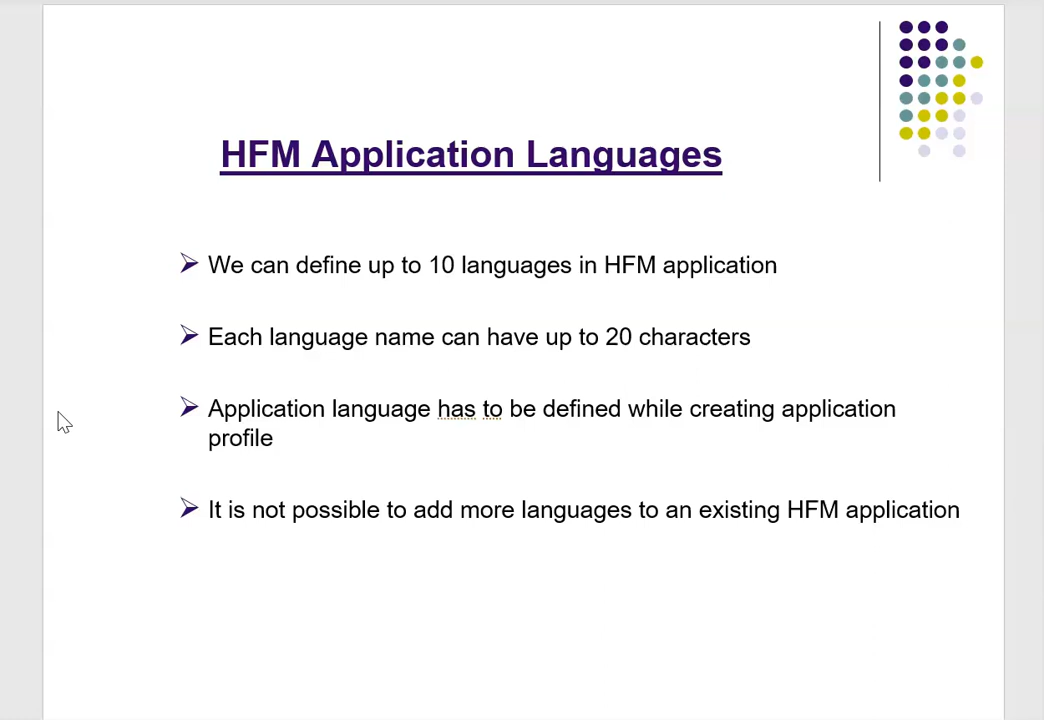 HFM Application Languages
We can define up to 10 languages in HFM application
Each language name can have up to 20 characters
Application language has to be defined while creating application
profile
It is not possible to add more languages to an existing HFM application